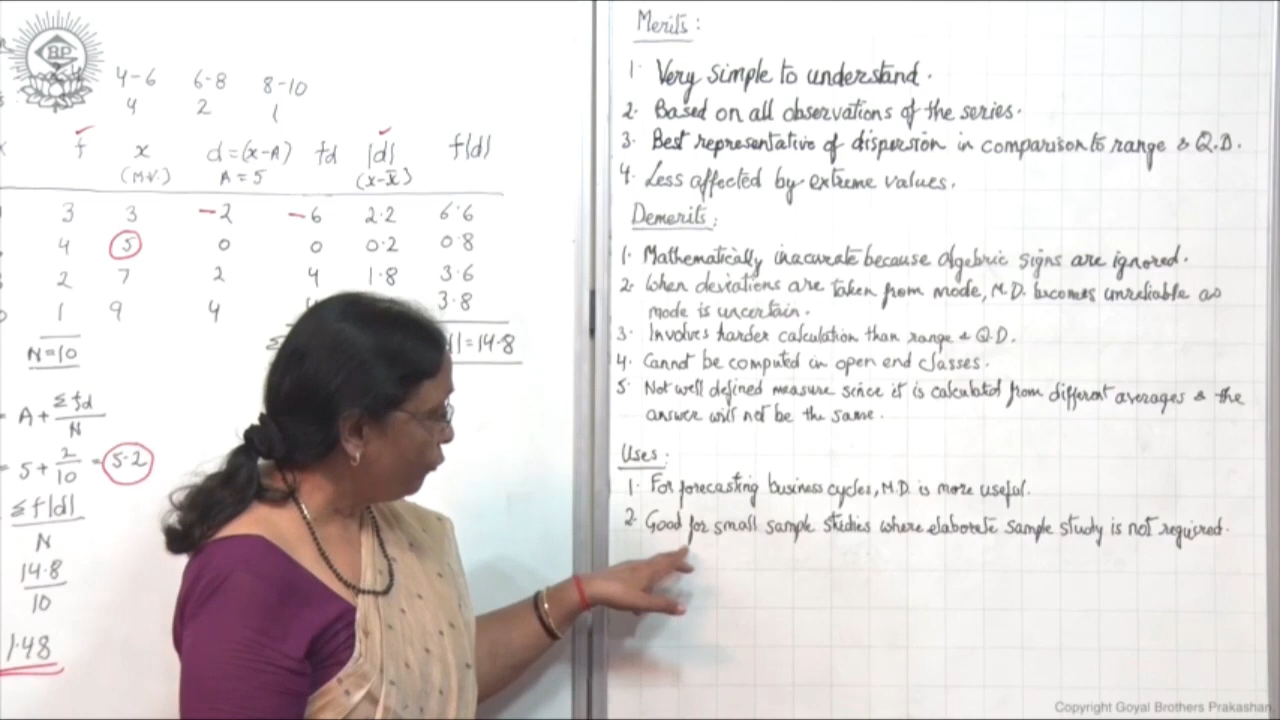 BP
4-6 6-8 8-10
4 2 1
f x d=(x-A) fd |d| f|d|
(M.V.) A=5 (x-x̄)
3 3 -2 -6 2.2 6.6
4 5 0 0 0.2 0.8
2 7 2 4 1.8 3.6
1 9 4 3.8
N=10 = 14.8
= A + Σfd
N
= 5 + 2/10 = 5.2
Σf|d|
N
14.8
10
1.48
Merits:
1. Very simple to understand.
2. Based on all observations of the series.
3. Best representative of dispersion in comparison to range & Q.D.
4. Less affected by extreme values.
Demerits:
1. Mathematically inacurate because algebric signs are ignored.
2. When deviations are taken from mode, M.D. becomes unreliable as
mode is uncertain.
3. Involves harder calculation than range & Q.D.
4. Cannot be computed in open end classes.
5. Not well defined measure since it is calculated from different averages & the
answer will not be the same.
Uses:
1. For forecasting business cycles, M.D. is more useful.
2. Good for small sample studies where elaborate sample study is not required.
Copyright Goyal Brothers Prakashan